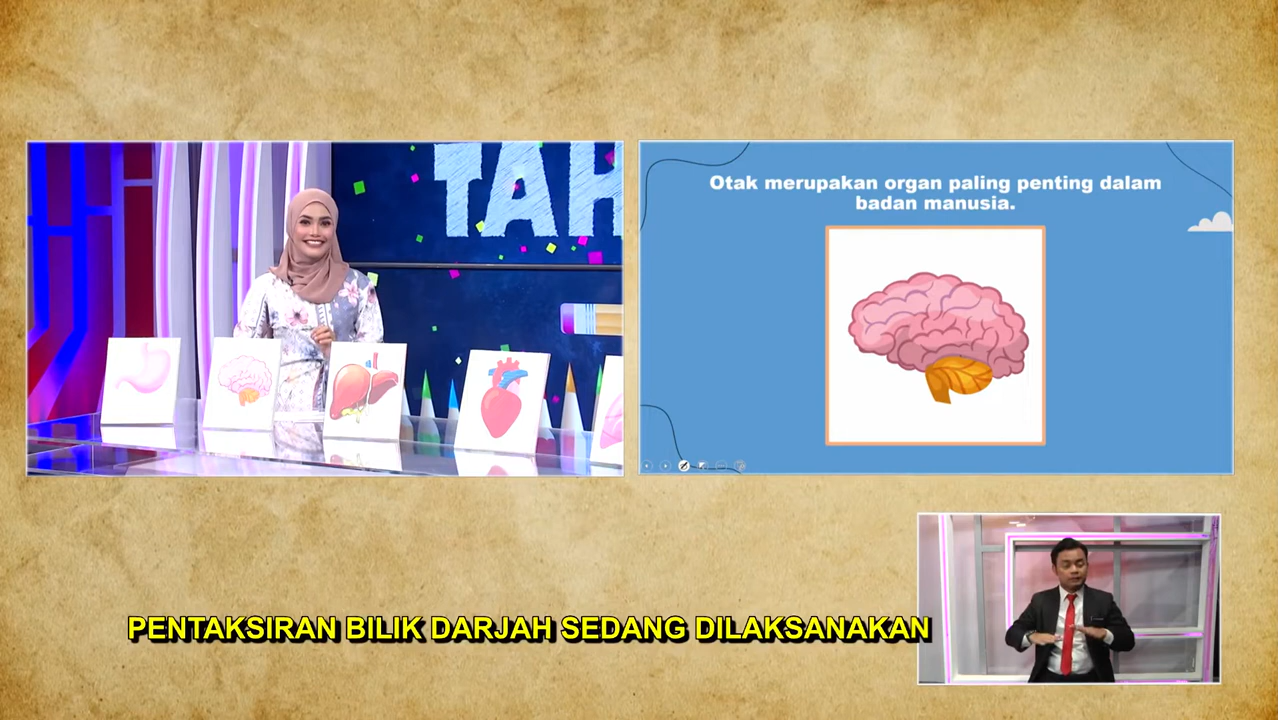 TAH
Otak merupakan organ paling penting dalam
badan manusia.
PENTAKSIRAN BILIK DARJAH SEDANG DILAKSANAKAN